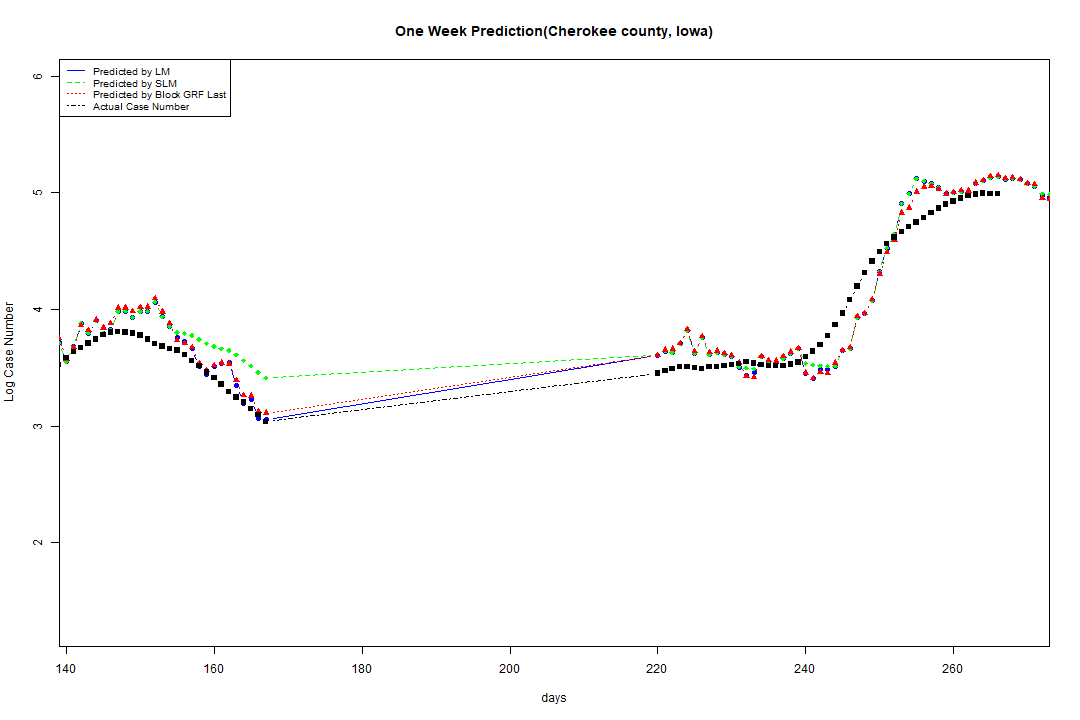 One Week Prediction(Cherokee county, Iowa)
Predicted by LM
Predicted by SLM
Predicted by Block GRF Last
Actual Case Number
6
5
4
3
2
Log Case Number
140 160 180 200 220 240 260
days